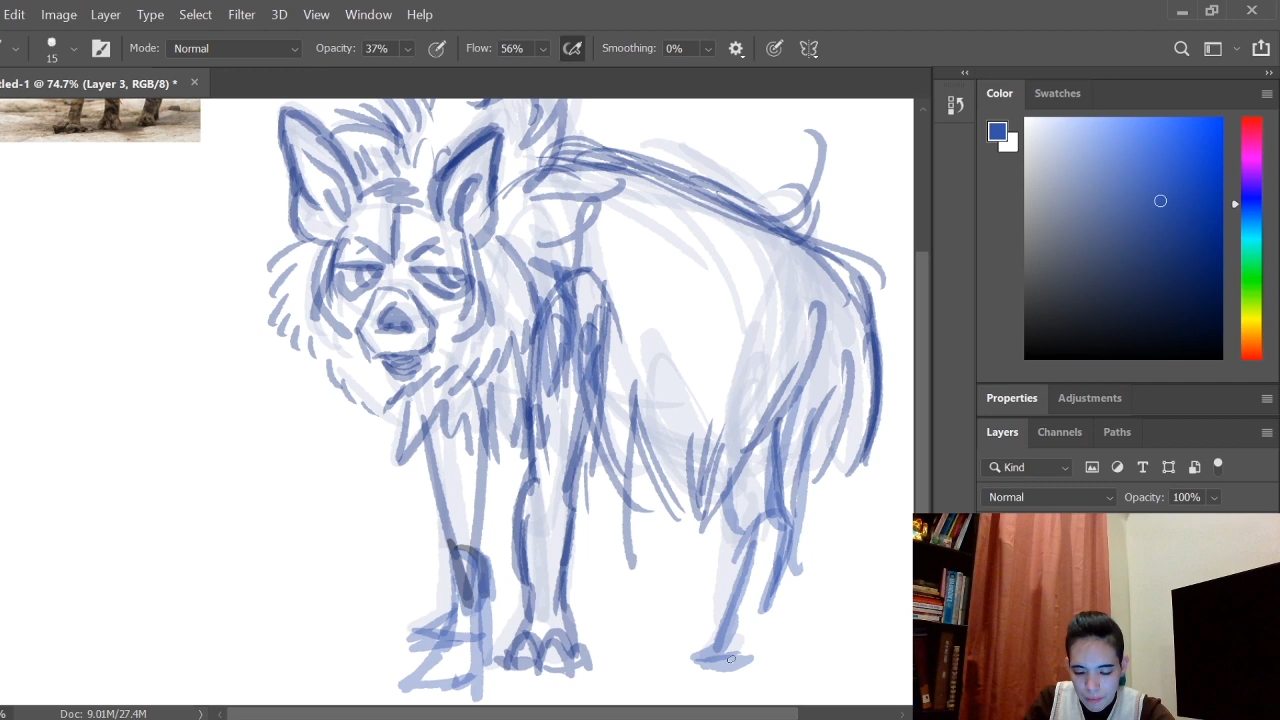 Edit Image Layer Type Select Filter 3D View Window Help
15 Mode: Normal Opacity: 37% Flow: 56% Smoothing: 0%
tled-1 @ 74.7% (Layer 3, RGB/8) *
Color Swatches
Properties Adjustments
Layers Channels Paths
Kind
Normal Opacity: 100%
% Doc: 9.01M/27.4M